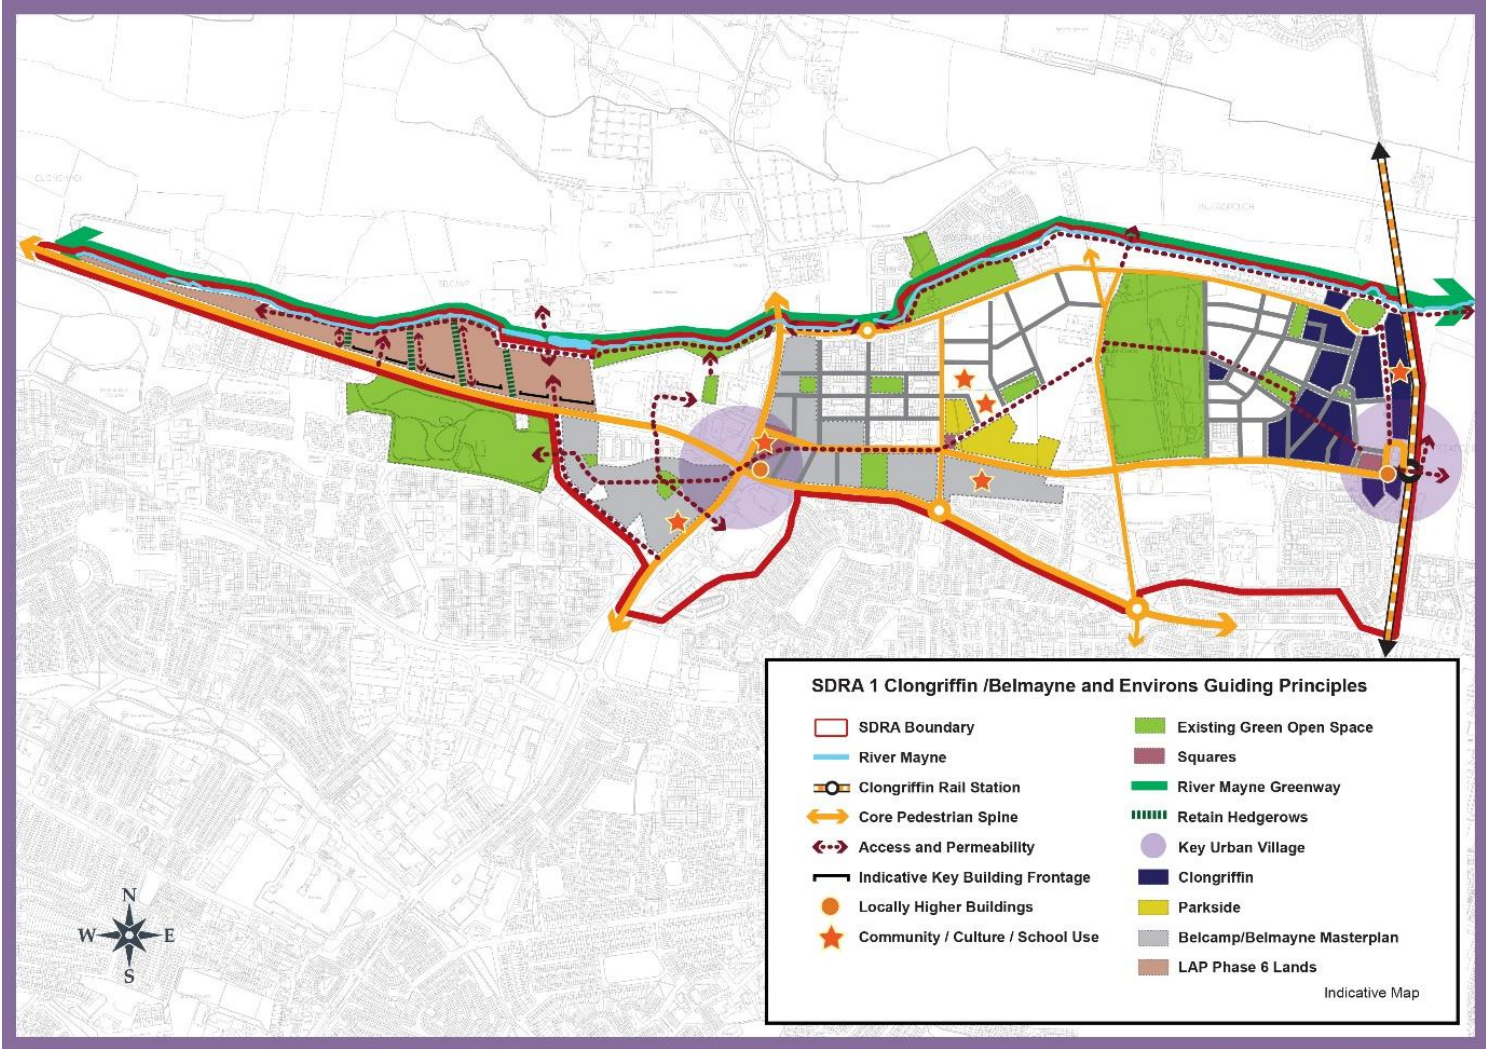 CLONSHAGH
BELCAMP
N
W
E
S
SDRA 1 Clongriffin /Belmayne and Environs Guiding Principles
SDRA Boundary
River Mayne
Clongriffin Rail Station
Core Pedestrian Spine
Access and Permeability
Indicative Key Building Frontage
Locally Higher Buildings
Community / Culture / School Use
Existing Green Open Space
Squares
River Mayne Greenway
Retain Hedgerows
Key Urban Village
Clongriffin
Parkside
Belcamp/Belmayne Masterplan
LAP Phase 6 Lands
Indicative Map